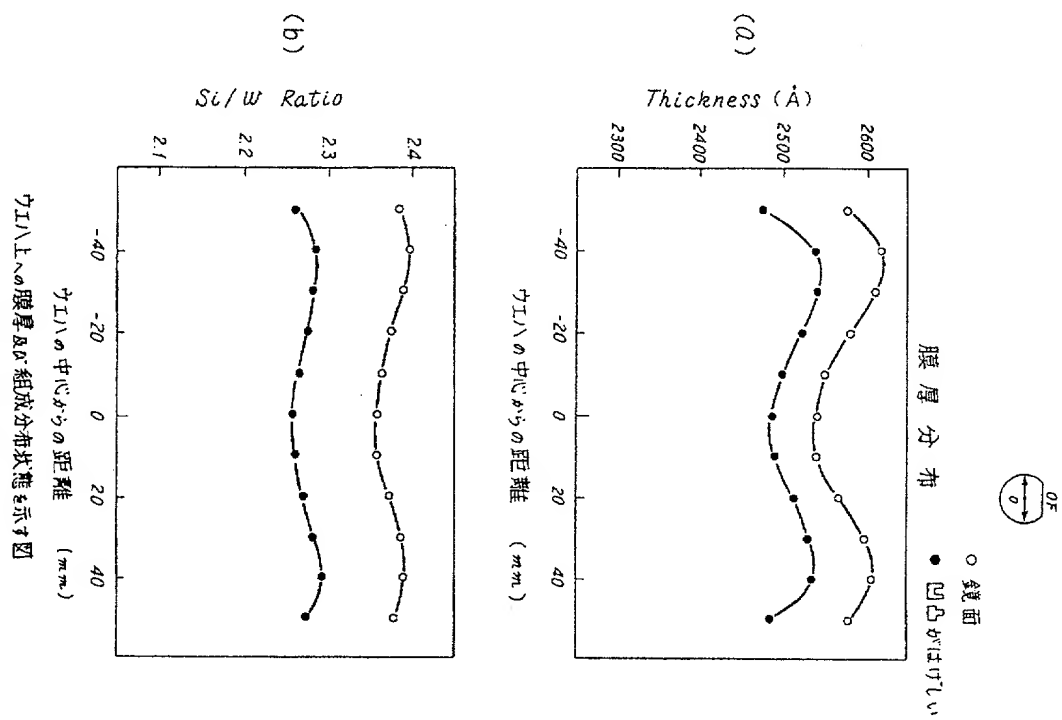 OF
O
○ 鏡面
● 凹凸がはげしい
膜厚分布
(a)
Thickness (Å)
2600
2500
2400
2300
-40
-20
0
20
40
ウエハの中心からの距離 (mm)
(b)
Si/W Ratio
2.4
2.3
2.2
2.1
-40
-20
0
20
40
ウエハの中心からの距離 (mm)
ウエハ上への膜厚及び組成分布状態を示す図